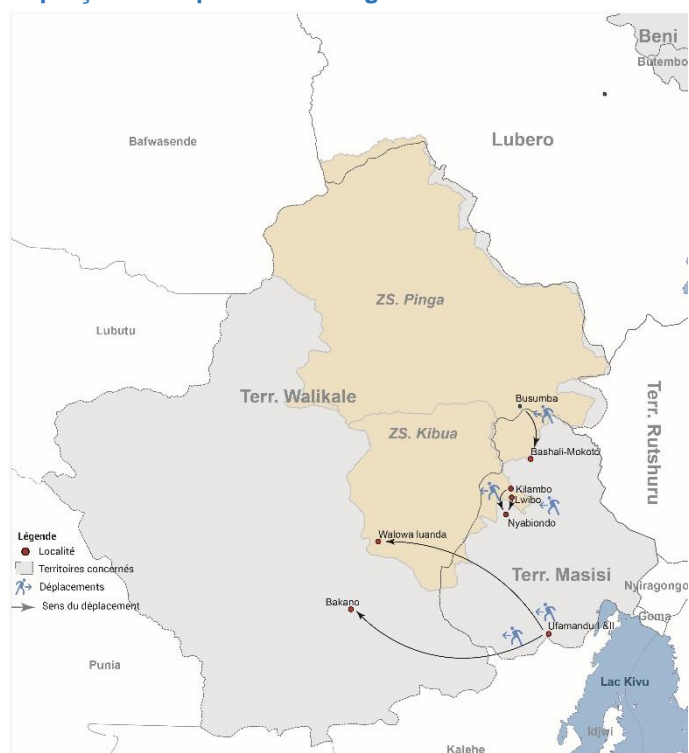 Beni
Butembo
Lubero
Bafwasende
ZS. Pinga
Lubutu
Terr. Walikale
Terr. Rutshuru
Busumba
ZS. Kibua
Bashali-Mokoto
Kilambo
Lwibo
Nyabiondo
Walowa luanda
Légende
Localité
Territoires concernés
Déplacements
Sens du déplacement
Terr. Masisi
Nyiragongo
Goma
Bakano
Ufamandu I &II
Punia
Lac Kivu
Idjwi
Kalehe